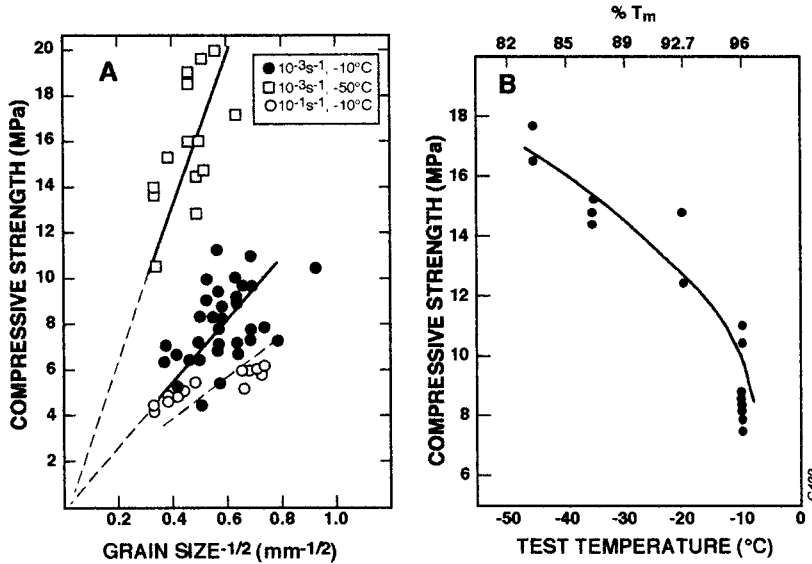 A
● 10-3s-1, -10°C
□ 10-3s-1, -50°C
○ 10-1s-1, -10°C
20
18
16
14
12
10
8
6
4
2
0.2 0.4 0.6 0.8 1.0
COMPRESSIVE STRENGTH (MPa)
GRAIN SIZE-1/2 (mm-1/2)
% Tm
82 85 87 89 92.7 96
B
18
16
14
12
10
8
6
-50 -40 -30 -20 -10 0
COMPRESSIVE STRENGTH (MPa)
TEST TEMPERATURE (°C)